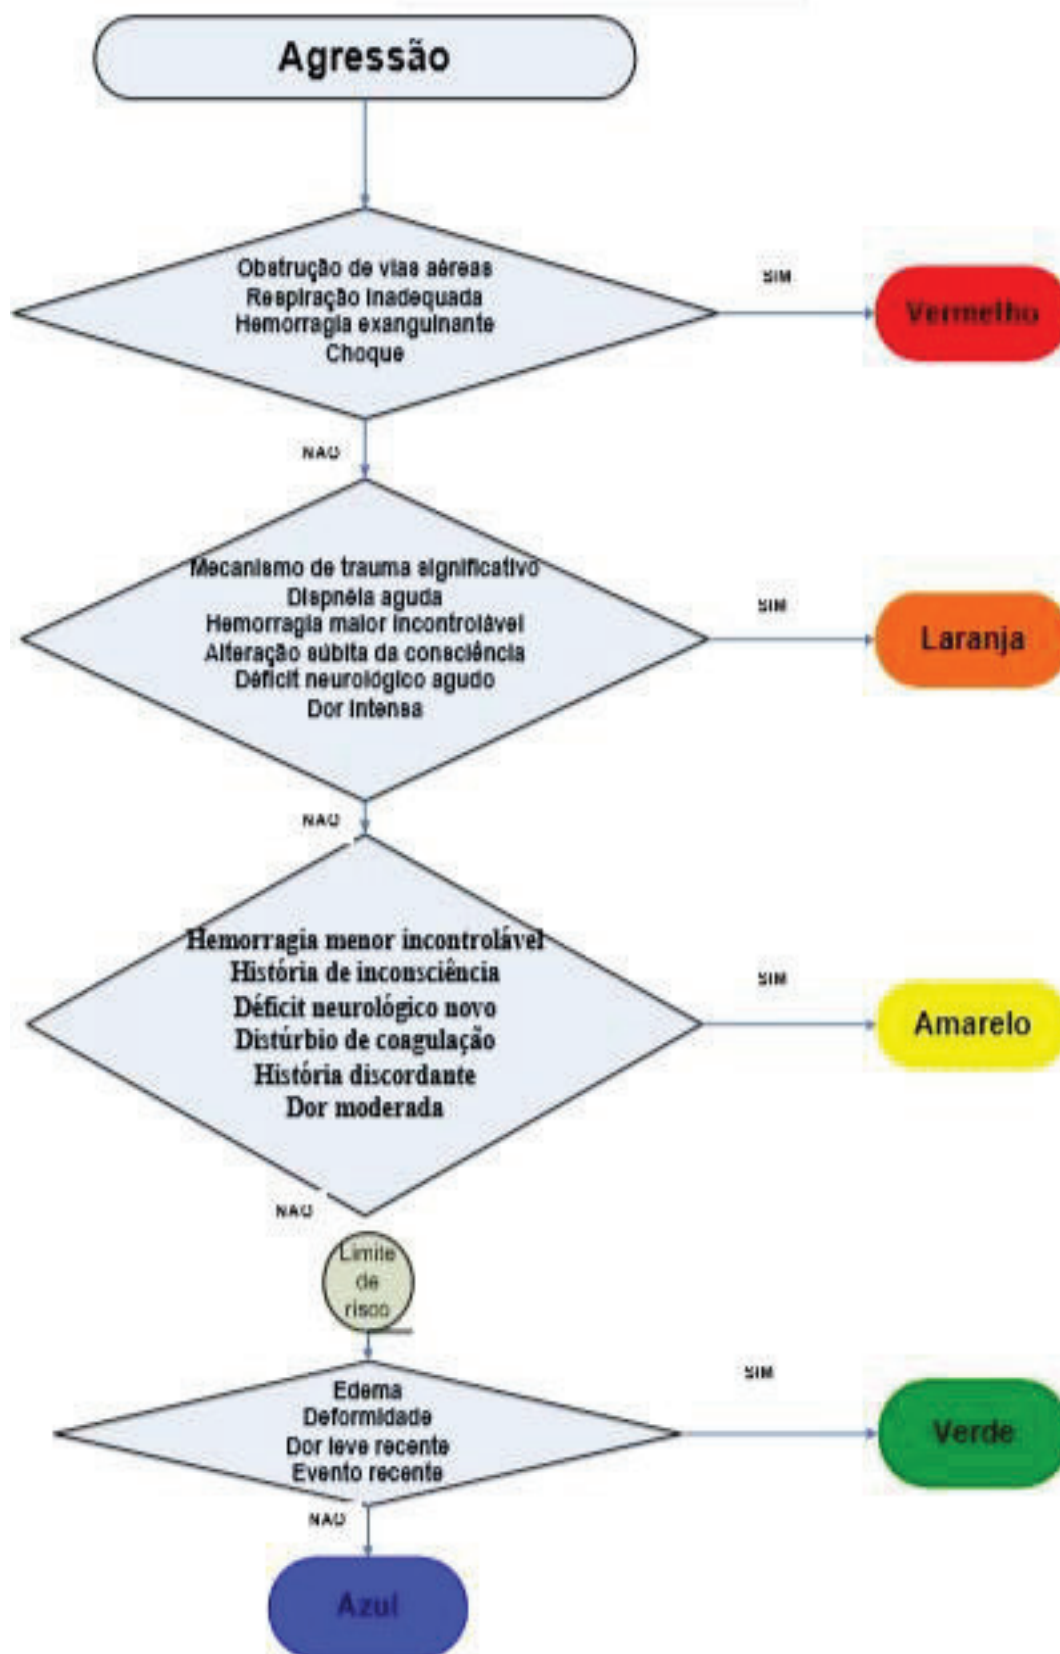 Agressão
Obstrução de vias aéreas
Respiração inadequada
Hemorragia exanguinante
Choque
SIM
Vermelho
NAO
Mecanismo de trauma significativo
Dispnéia aguda
Hemorragia maior incontrolável
Alteração súbita da consciência
Déficit neurológico agudo
Dor intensa
SIM
Laranja
NAO
Hemorragia menor incontrolável
História de inconsciência
Déficit neurológico novo
Distúrbio de coagulação
História discordante
Dor moderada
SIM
Amarelo
NAO
Limite
de
risco
Edema
Deformidade
Dor leve recente
Evento recente
SIM
Verde
NAO
Azul